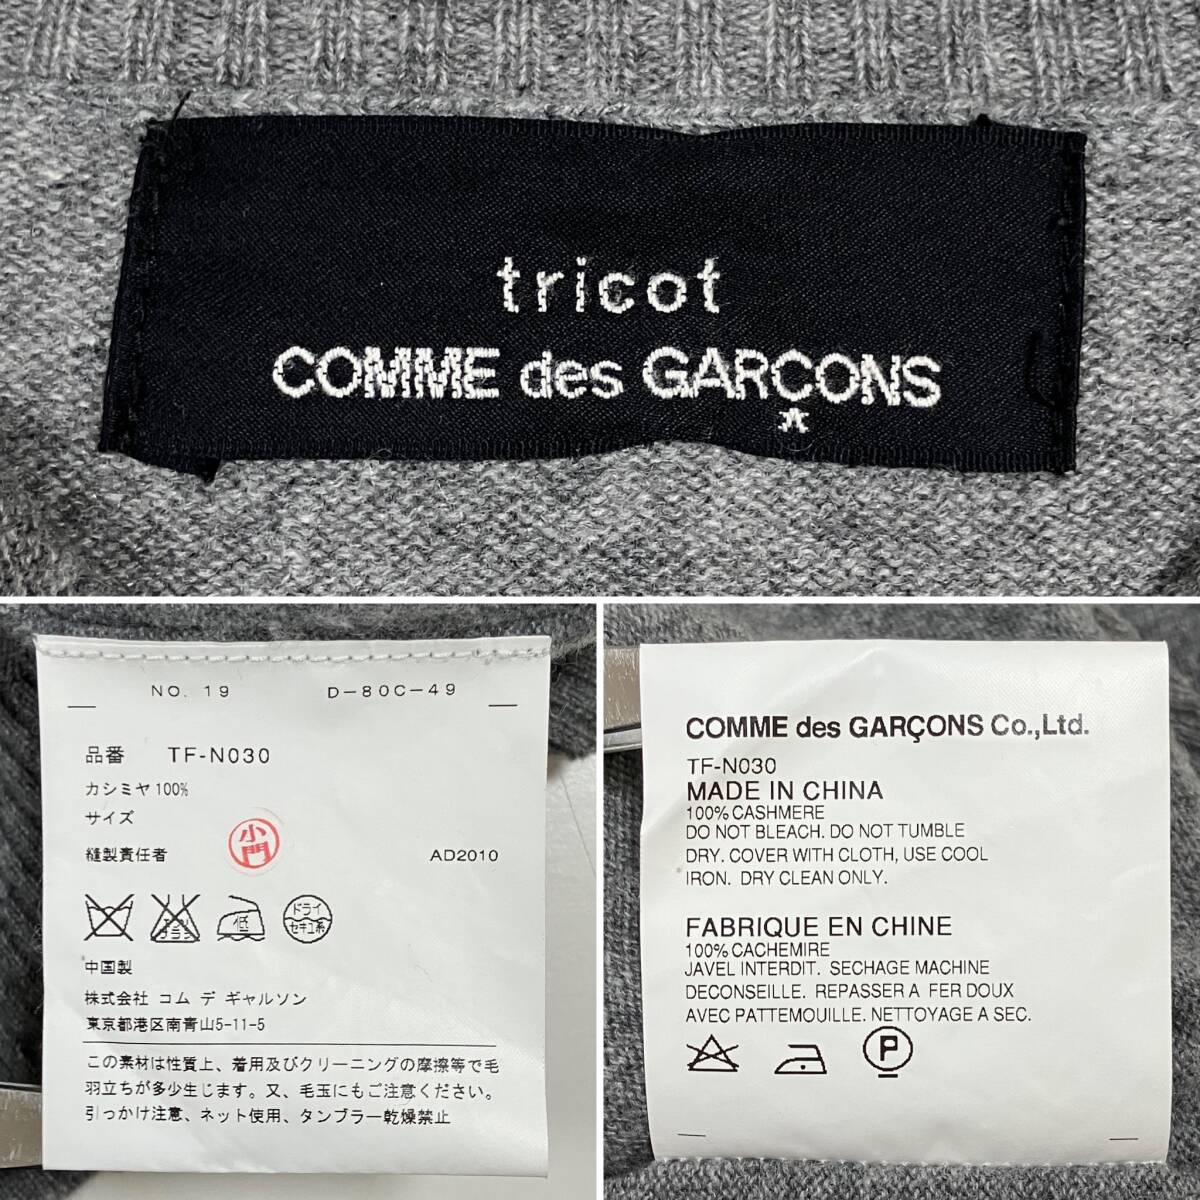 tricot
COMME des GARÇONS
NO. 19 D-80C-49
品番 TF-N030
カシミヤ100%
サイズ
小門
縫製責任者 AD2010
エンソ サラシ 低 ドライ セキユ系
中国製
株式会社 コム デ ギャルソン
東京都港区南青山5-11-5
この素材は性質上、着用及びクリーニングの摩擦等で毛
羽立ちが多少生じます。又、毛玉にもご注意ください。
引っかけ注意、ネット使用、タンブラー乾燥禁止
COMME des GARÇONS Co.,Ltd.
TF-N030
MADE IN CHINA
100% CASHMERE
DO NOT BLEACH. DO NOT TUMBLE
DRY. COVER WITH CLOTH, USE COOL
IRON. DRY CLEAN ONLY.
FABRIQUE EN CHINE
100% CACHEMIRE
JAVEL INTERDIT. SECHAGE MACHINE
DECONSEILLE. REPASSER A FER DOUX
AVEC PATTEMOUILLE. NETTOYAGE A SEC.
P